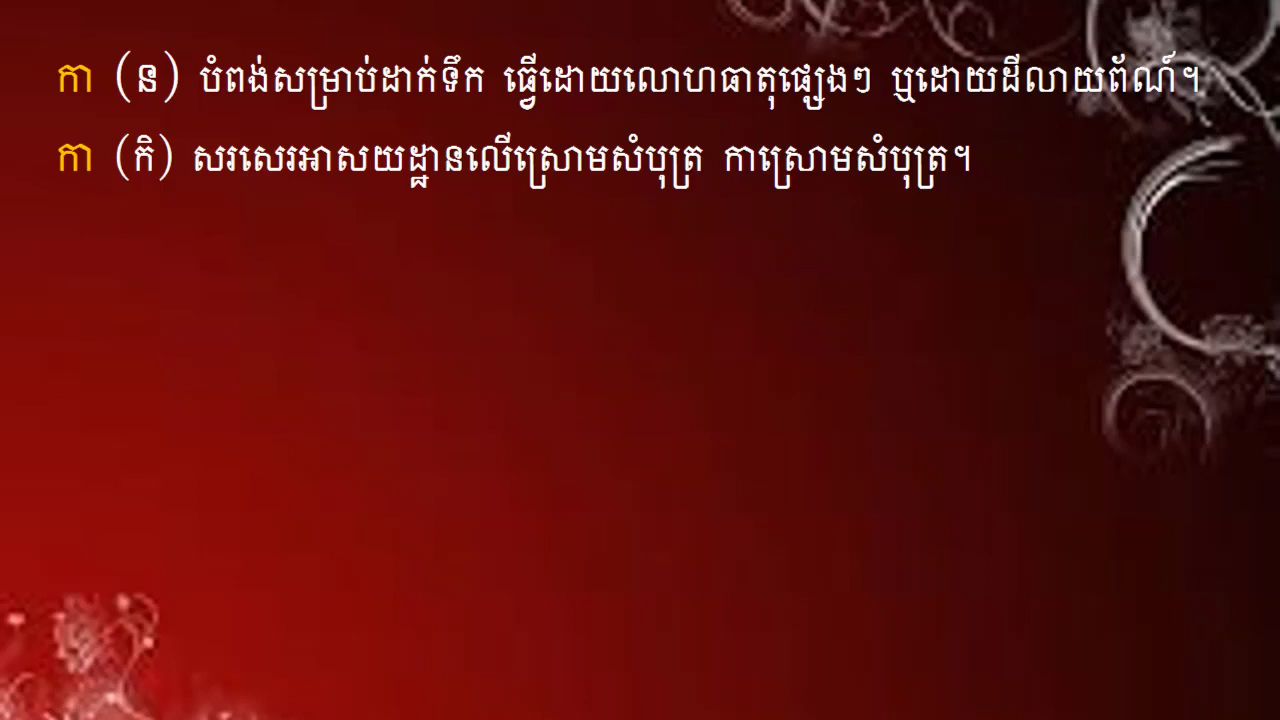 កា (ន) បំពង់សម្រាប់ដាក់ទឹក ធ្វើដោយលោហធាតុផ្សេងៗ ឬដោយដីលាយព័ណ៍។
កា (កិ) សរសេរអាសយដ្ឋានលើស្រោមសំបុត្រ កាស្រោមសំបុត្រ។